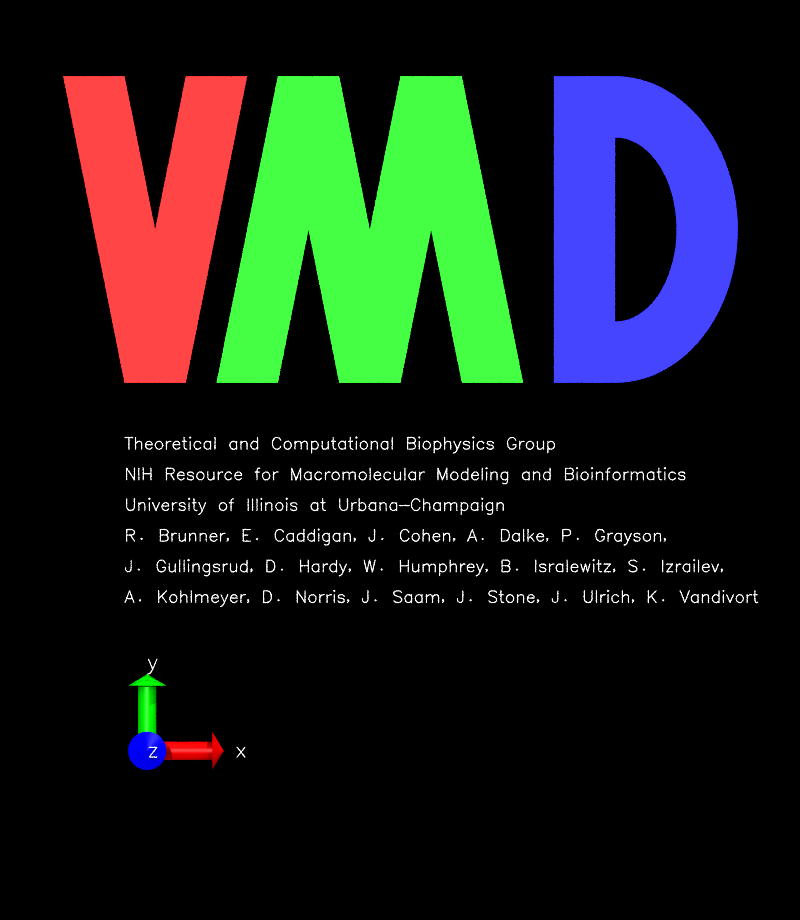 VMD
Theoretical and Computational Biophysics Group
NIH Resource for Macromolecular Modeling and Bioinformatics
University of Illinois at Urbana-Champaign
R. Brunner, E. Caddigan, J. Cohen, A. Dalke, P. Grayson,
J. Gullingsrud, D. Hardy, W. Humphrey, B. Isralewitz, S. Izrailev,
A. Kohlmeyer, D. Norris, J. Saam, J. Stone, J. Ulrich, K. Vandivort
y
z x